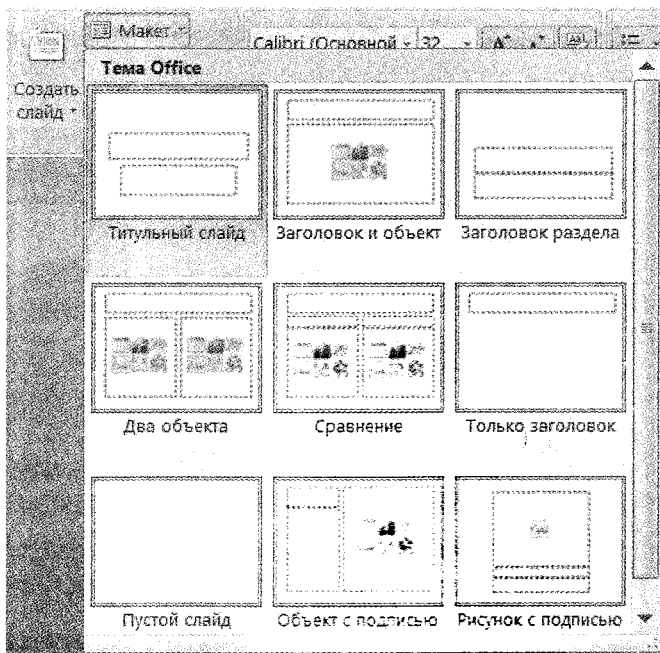 Макет
Calibri (Основной 32
Тема Office
Создать
слайд
Титульный слайд
Заголовок и объект
Заголовок раздела
Два объекта
Сравнение
Только заголовок
Пустой слайд
Объект с подписью
Рисунок с подписью